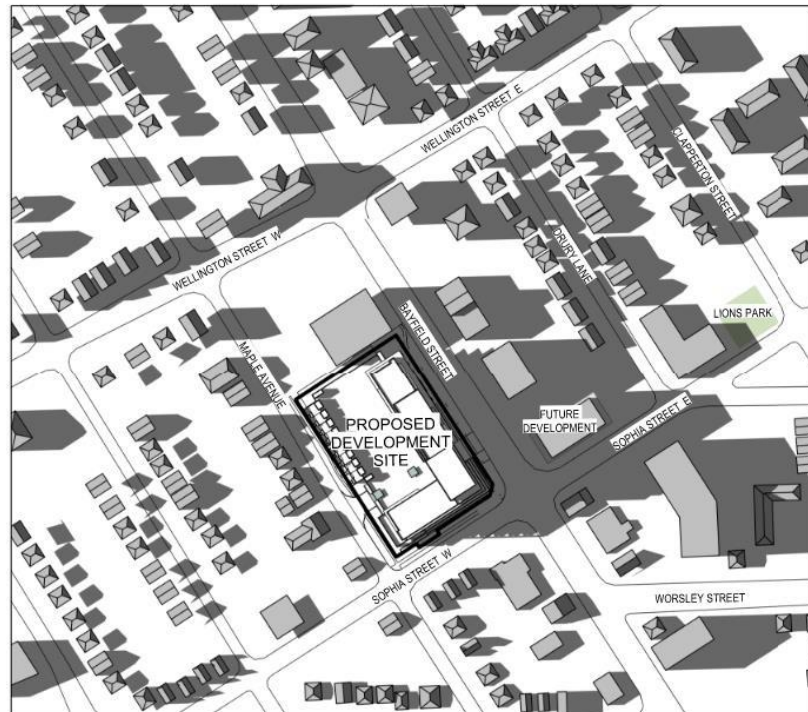 WELLINGTON STREET E
CLAPPERTON STREET
DRURY LANE
WELLINGTON STREET W
BAYFIELD STREET
LIONS PARK
MAPLE AVENUE
PROPOSED
DEVELOPMENT
SITE
FUTURE
DEVELOPMENT
SOPHIA STREET E
SOPHIA STREET W
WORSLEY STREET